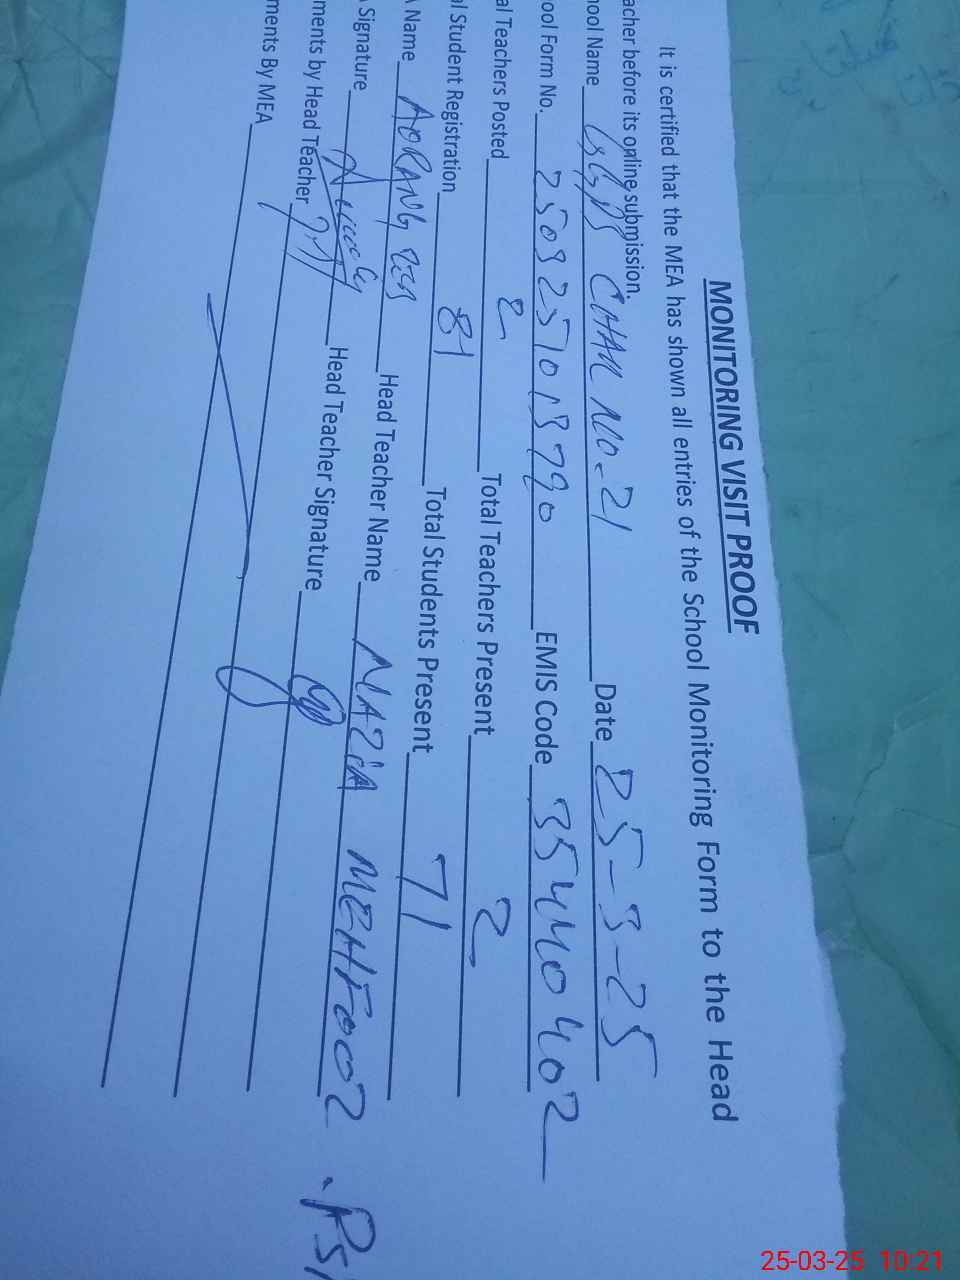 MONITORING VISIT PROOF
It is certified that the MEA has shown all entries of the School Monitoring Form to the Head
acher before its online submission.
hool Name GGPS CHAK NO-21 Date 25-3-25
ool Form No. EMIS Code 35440402
al Teachers Posted 2 Total Teachers Present 2
al Student Registration 81 Total Students Present 71
A Name AORANG ZEB Head Teacher Name NAZIA MEHFOOZ .PST
A Signature Head Teacher Signature
ments by Head Teacher
ments By MEA
25-03-25 10:21